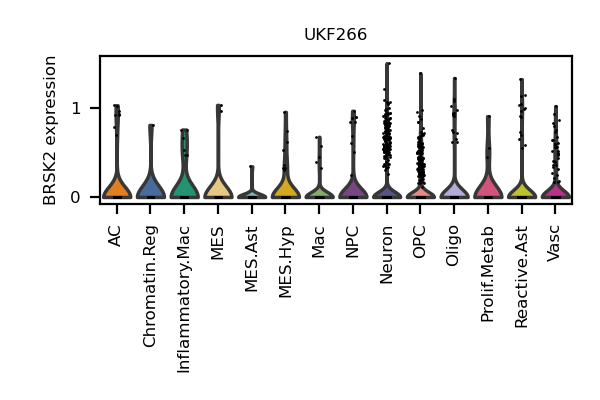 UKF266
BRSK2 expression
1
0
AC
Chromatin.Reg
Inflammatory.Mac
MES
MES.Ast
MES.Hyp
Mac
NPC
Neuron
OPC
Oligo
Prolif.Metab
Reactive.Ast
Vasc